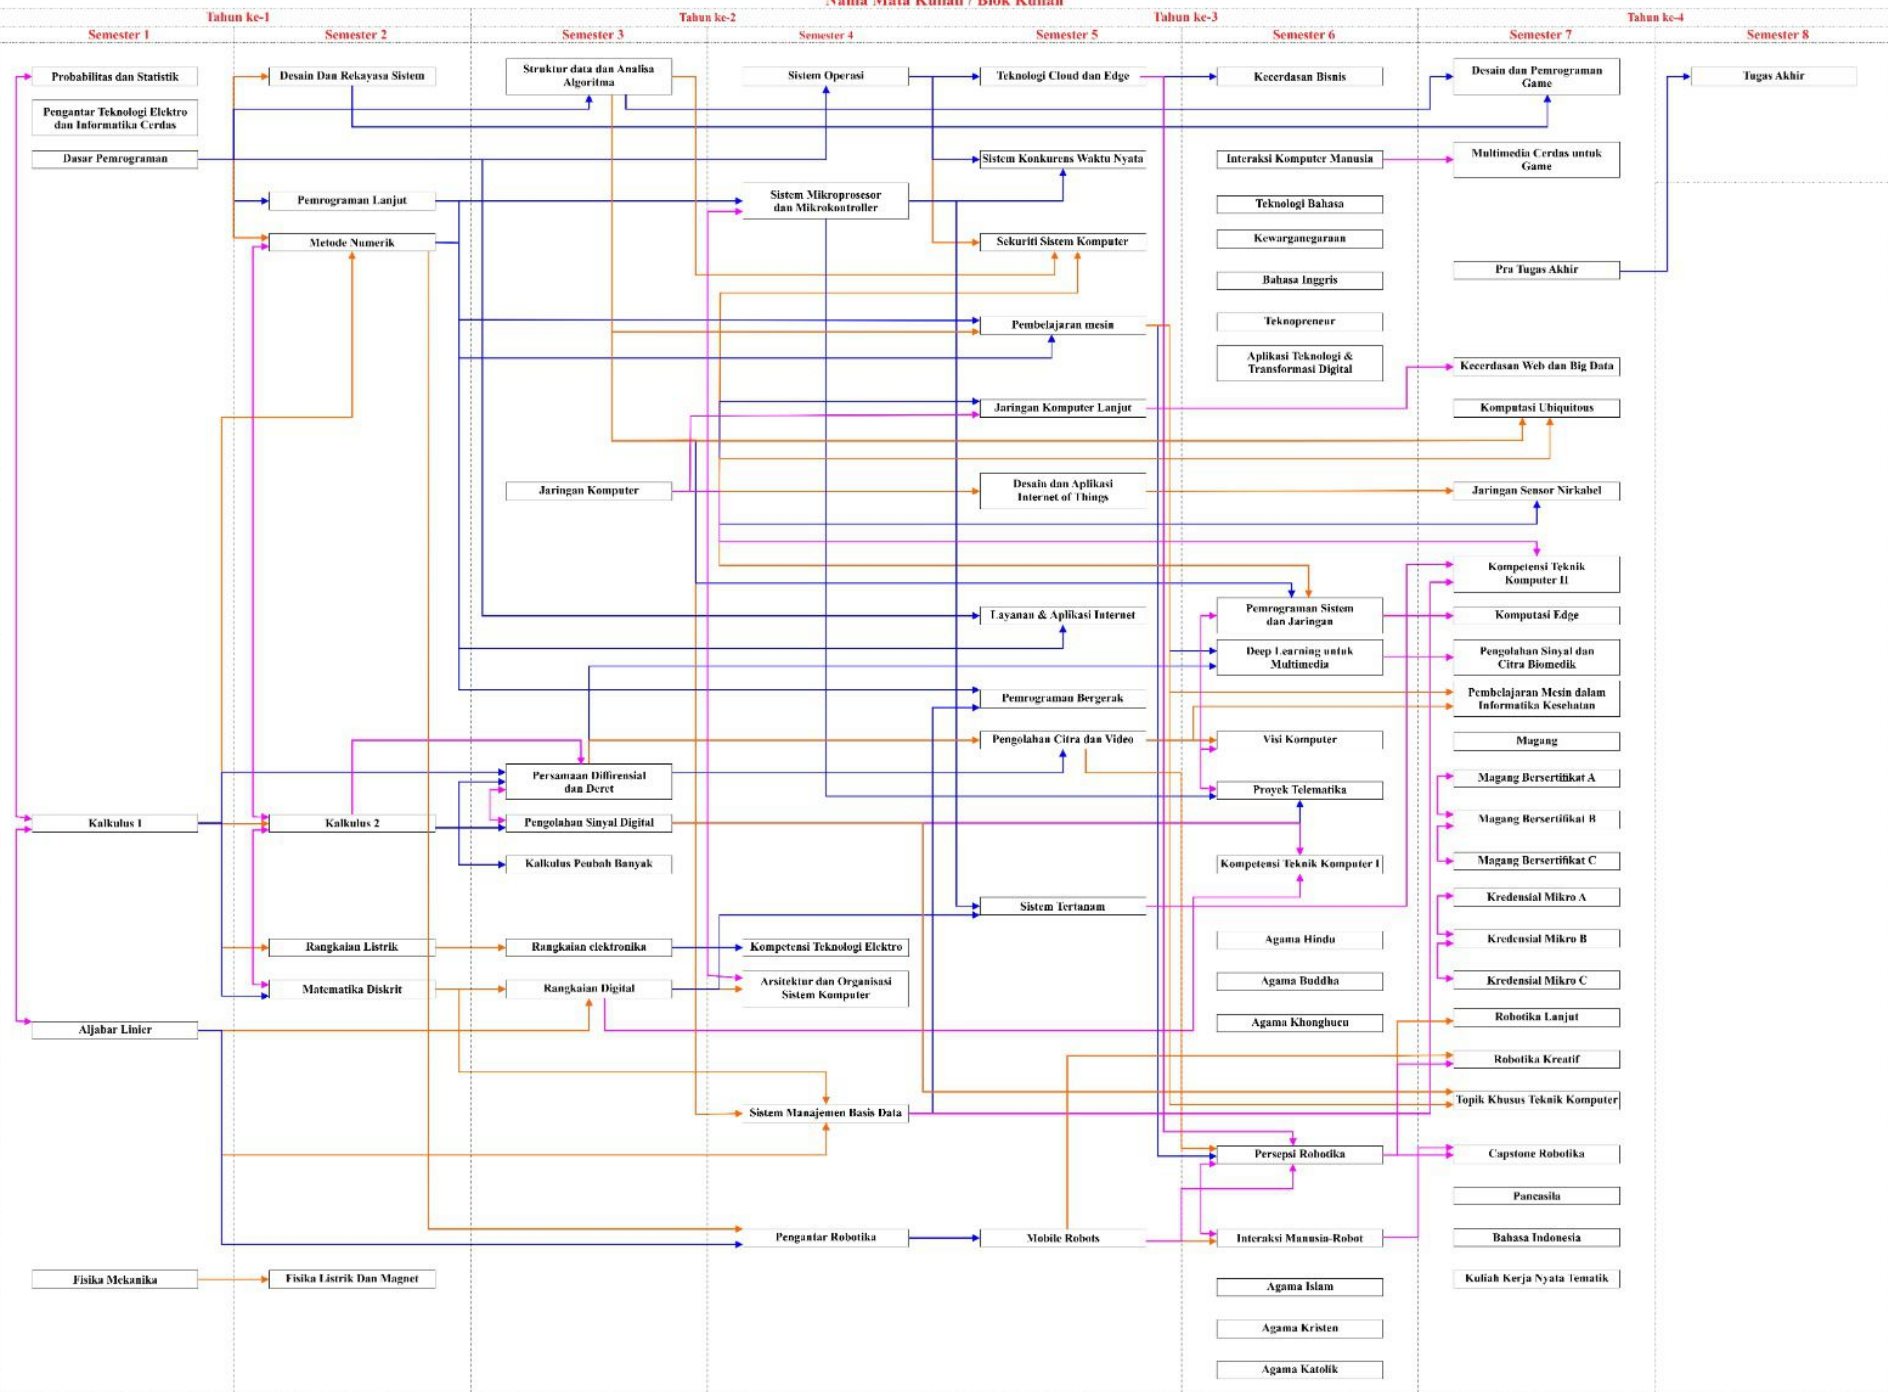 Nama Mata Kuliah / Blok Kuliah
Tahun ke-1
Tahun ke-2
Tahun ke-3
Tahun ke-4
Semester 1
Semester 2
Semester 3
Semester 4
Semester 5
Semester 6
Semester 7
Semester 8
Probabilitas dan Statistik
Pengantar Teknologi Elektro
dan Informatika Cerdas
Dasar Pemrograman
Kalkulus 1
Aljabar Linier
Fisika Mekanika
Desain Dan Rekayasa Sistem
Pemrograman Lanjut
Metode Numerik
Kalkulus 2
Rangkaian Listrik
Matematika Diskrit
Fisika Listrik Dan Magnet
Struktur data dan Analisa
Algoritma
Jaringan Komputer
Persamaan Diffirensial
dan Deret
Pengolahan Sinyal Digital
Kalkulus Peubah Banyak
Rangkaian elektronika
Rangkaian Digital
Sistem Operasi
Sistem Mikroprosesor
dan Mikrokontroller
Kompetensi Teknologi Elektro
Arsitektur dan Organisasi
Sistem Komputer
Sistem Manajemen Basis Data
Pengantar Robotika
Teknologi Cloud dan Edge
Sistem Konkurens Waktu Nyata
Sekuriti Sistem Komputer
Pembelajaran mesin
Jaringan Komputer Lanjut
Desain dan Aplikasi
Internet of Things
Layanan & Aplikasi Internet
Pemrograman Bergerak
Pengolahan Citra dan Video
Sistem Tertanam
Mobile Robots
Kecerdasan Bisnis
Interaksi Komputer Manusia
Teknologi Bahasa
Kewarganegaraan
Bahasa Inggris
Teknopreneur
Aplikasi Teknologi &
Transformasi Digital
Pemrograman Sistem
dan Jaringan
Deep Learning untuk
Multimedia
Visi Komputer
Proyek Telematika
Kompetensi Teknik Komputer I
Agama Hindu
Agama Buddha
Agama Khonghucu
Persepsi Robotika
Interaksi Manusia-Robot
Agama Islam
Agama Kristen
Agama Katolik
Desain dan Pemrograman
Game
Multimedia Cerdas untuk
Game
Pra Tugas Akhir
Kecerdasan Web dan Big Data
Komputasi Ubiquitous
Jaringan Sensor Nirkabel
Kompetensi Teknik
Komputer II
Komputasi Edge
Pengolahan Sinyal dan
Citra Biomedik
Pembelajaran Mesin dalam
Informatika Kesehatan
Magang
Magang Bersertifikat A
Magang Bersertifikat B
Magang Bersertifikat C
Kredensial Mikro A
Kredensial Mikro B
Kredensial Mikro C
Robotika Lanjut
Robotika Kreatif
Topik Khusus Teknik Komputer
Capstone Robotika
Pancasila
Bahasa Indonesia
Kuliah Kerja Nyata Tematik
Tugas Akhir